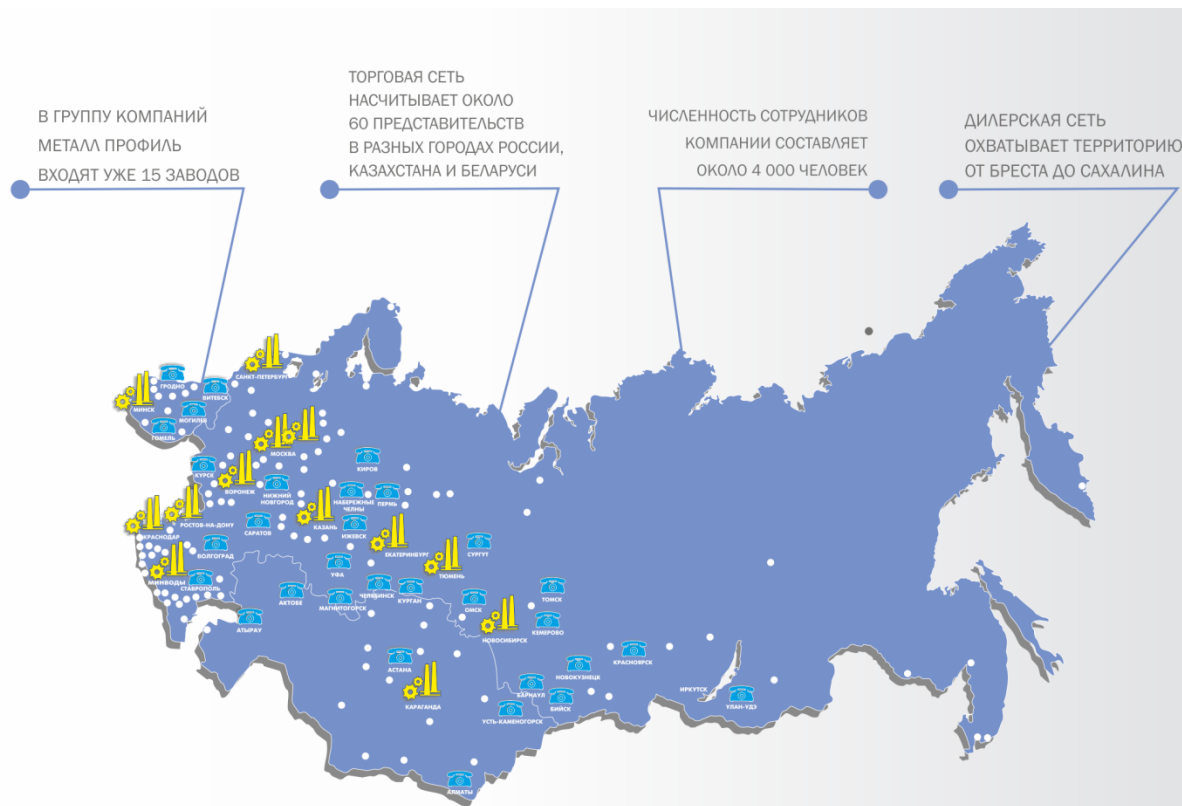 В ГРУППУ КОМПАНИЙ
МЕТАЛЛ ПРОФИЛЬ
ВХОДЯТ УЖЕ 15 ЗАВОДОВ
ТОРГОВАЯ СЕТЬ
НАСЧИТЫВАЕТ ОКОЛО
60 ПРЕДСТАВИТЕЛЬСТВ
В РАЗНЫХ ГОРОДАХ РОССИИ,
КАЗАХСТАНА И БЕЛАРУСИ
ЧИСЛЕННОСТЬ СОТРУДНИКОВ
КОМПАНИИ СОСТАВЛЯЕТ
ОКОЛО 4 000 ЧЕЛОВЕК
ДИЛЕРСКАЯ СЕТЬ
ОХВАТЫВАЕТ ТЕРРИТОРИЮ
ОТ БРЕСТА ДО САХАЛИНА
САНКТ-ПЕТЕРБУРГ
ГРОДНО
ВИТЕБСК
МИНСК
МОГИЛЕВ
ГОМЕЛЬ
МОСКВА
КИРОВ
КУРСК
ВОРОНЕЖ
НИЖНИЙ
НОВГОРОД
НАБЕРЕЖНЫЕ
ЧЕЛНЫ
ПЕРМЬ
РОСТОВ-НА-ДОНУ
КАЗАНЬ
КРАСНОДАР
САРАТОВ
ИЖЕВСК
ВОЛГОГРАД
ЕКАТЕРИНБУРГ
СУРГУТ
ТЮМЕНЬ
МИНВОДЫ
СТАВРОПОЛЬ
УФА
ЧЕЛЯБИНСК
КУРГАН
АКТОБЕ
МАГНИТОГОРСК
ОМСК
ТОМСК
АТЫРАУ
НОВОСИБИРСК
КЕМЕРОВО
АСТАНА
КРАСНОЯРСК
НОВОКУЗНЕЦК
КАРАГАНДА
БАРНАУЛ
БИЙСК
ИРКУТСК
УЛАН-УДЭ
УСТЬ-КАМЕНОГОРСК
АЛМАТЫ